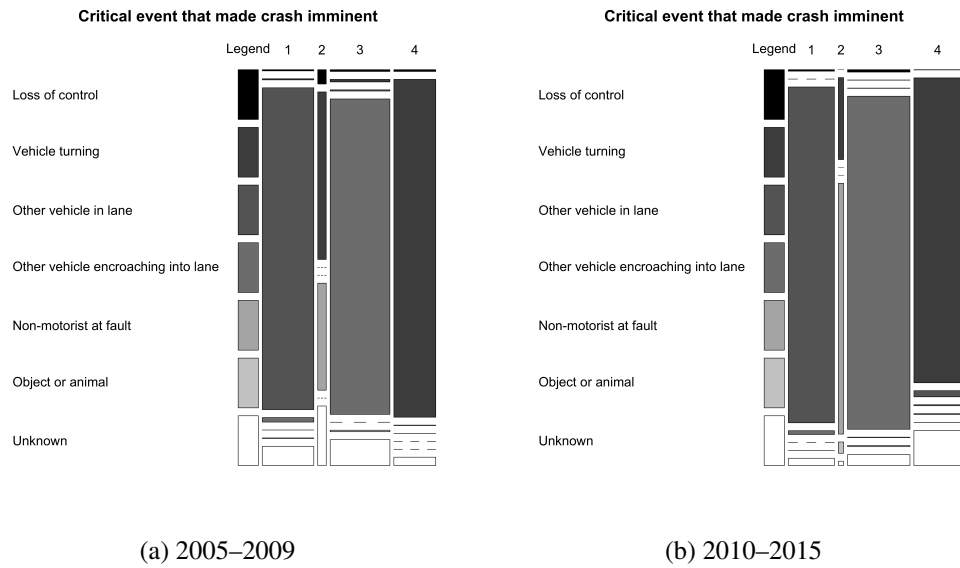 Critical event that made crash imminent
Legend 1 2 3 4
Loss of control
Vehicle turning
Other vehicle in lane
Other vehicle encroaching into lane
Non-motorist at fault
Object or animal
Unknown
(a) 2005–2009
Critical event that made crash imminent
Legend 1 2 3 4
Loss of control
Vehicle turning
Other vehicle in lane
Other vehicle encroaching into lane
Non-motorist at fault
Object or animal
Unknown
(b) 2010–2015